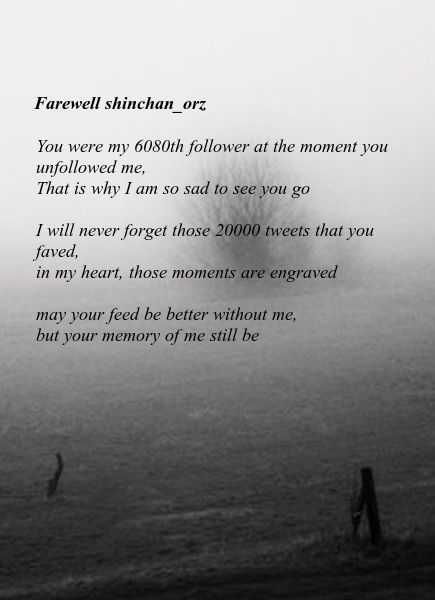 Farewell shinchan_orz
You were my 6080th follower at the moment you
unfollowed me,
That is why I am so sad to see you go
I will never forget those 20000 tweets that you
faved,
in my heart, those moments are engraved
may your feed be better without me,
but your memory of me still be